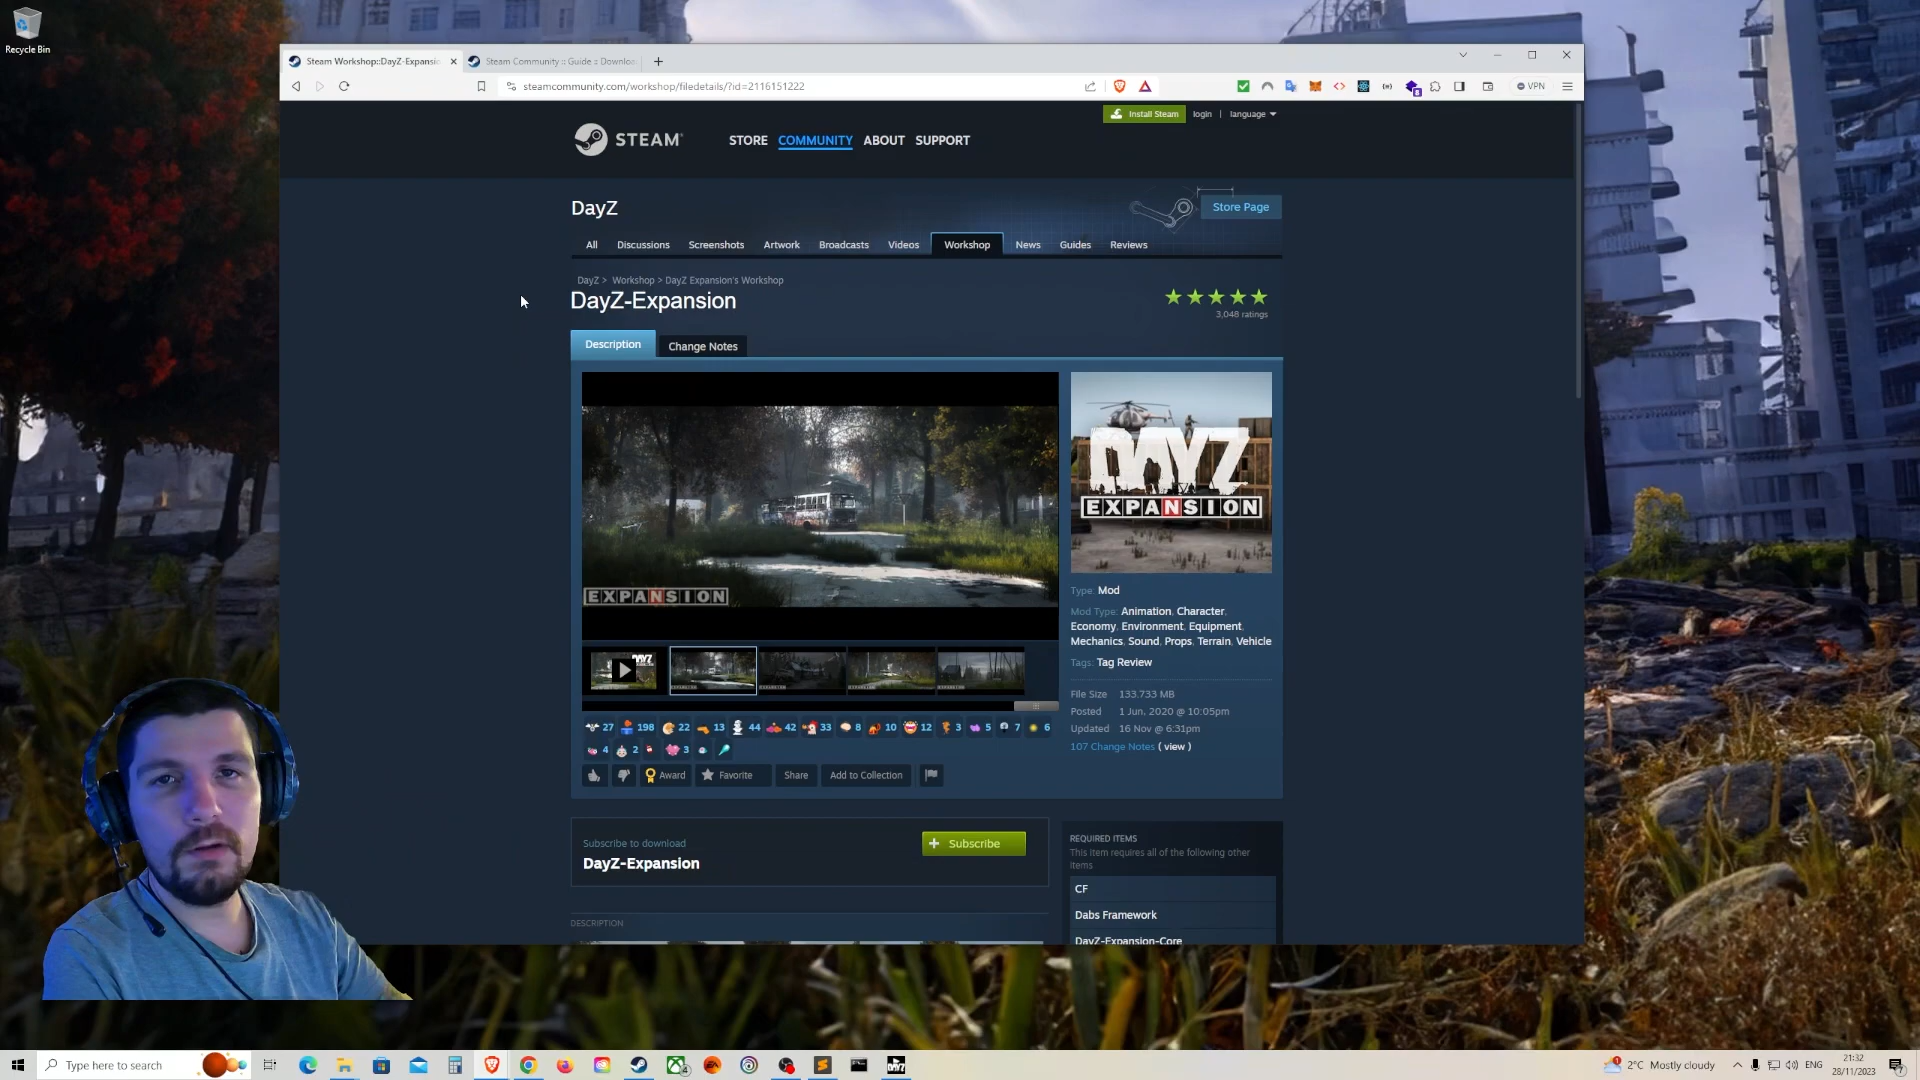 Recycle Bin
Steam Workshop::DayZ-Expansi
Steam Community :: Guide :: Downlo
steamcommunity.com/workshop/filedetails/?id=2116151222
VPN
Install Steam login | language
STEAM
STORE COMMUNITY ABOUT SUPPORT
DayZ
Store Page
All Discussions Screenshots Artwork Broadcasts Videos Workshop News Guides Reviews
DayZ > Workshop > DayZ Expansion's Workshop
DayZ-Expansion
3,048 ratings
Description Change Notes
EXPANSION
DAYZ
EXPANSION
Type: Mod
Mod Type: Animation, Character,
Economy, Environment, Equipment,
Mechanics, Sound, Props, Terrain, Vehicle
Tags: Tag Review
File Size 133.733 MB
Posted 1 Jun, 2020 @ 10:05pm
Updated 16 Nov @ 6:31pm
107 Change Notes ( view )
27 198 22 13 44 42 33 8 10 12 3 5 7 6
4 2 3
Award Favorite Share Add to Collection
Subscribe to download
DayZ-Expansion
Subscribe
DESCRIPTION
REQUIRED ITEMS
This item requires all of the following other
items
CF
Dabs Framework
DayZ-Expansion-Core
Type here to search
2°C Mostly cloudy
ENG
21:32
28/11/2023